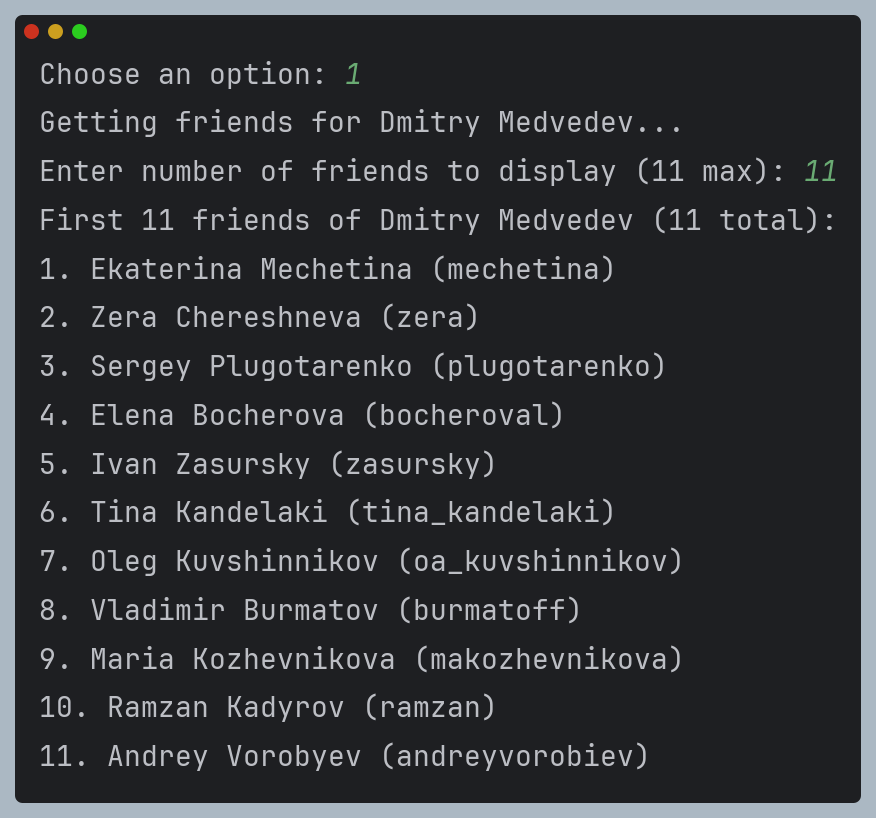 Choose an option: 1
Getting friends for Dmitry Medvedev...
Enter number of friends to display (11 max): 11
First 11 friends of Dmitry Medvedev (11 total):
1. Ekaterina Mechetina (mechetina)
2. Zera Chereshneva (zera)
3. Sergey Plugotarenko (plugotarenko)
4. Elena Bocherova (bocheroval)
5. Ivan Zasursky (zasursky)
6. Tina Kandelaki (tina_kandelaki)
7. Oleg Kuvshinnikov (oa_kuvshinnikov)
8. Vladimir Burmatov (burmatoff)
9. Maria Kozhevnikova (makozhevnikova)
10. Ramzan Kadyrov (ramzan)
11. Andrey Vorobyev (andreyvorobiev)